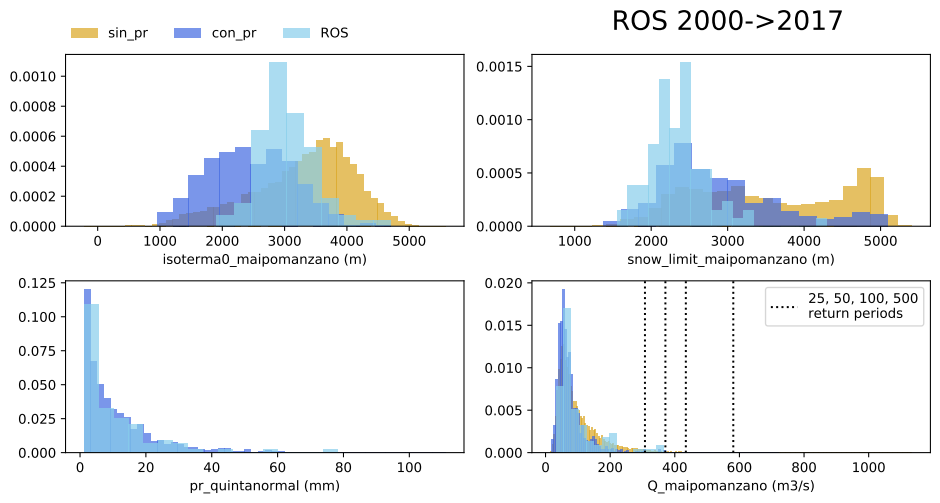 ROS 2000->2017
sin_pr con_pr ROS
0.0010
0.0008
0.0006
0.0004
0.0002
0.0000
0 1000 2000 3000 4000 5000
isoterma0_maipomanzano (m)
0.0015
0.0010
0.0005
0.0000
1000 2000 3000 4000 5000
snow_limit_maipomanzano (m)
0.125
0.100
0.075
0.050
0.025
0.000
0 20 40 60 80 100
pr_quintanormal (mm)
0.020
0.015
0.010
0.005
0.000
25, 50, 100, 500
return periods
0 200 400 600 800 1000
Q_maipomanzano (m3/s)